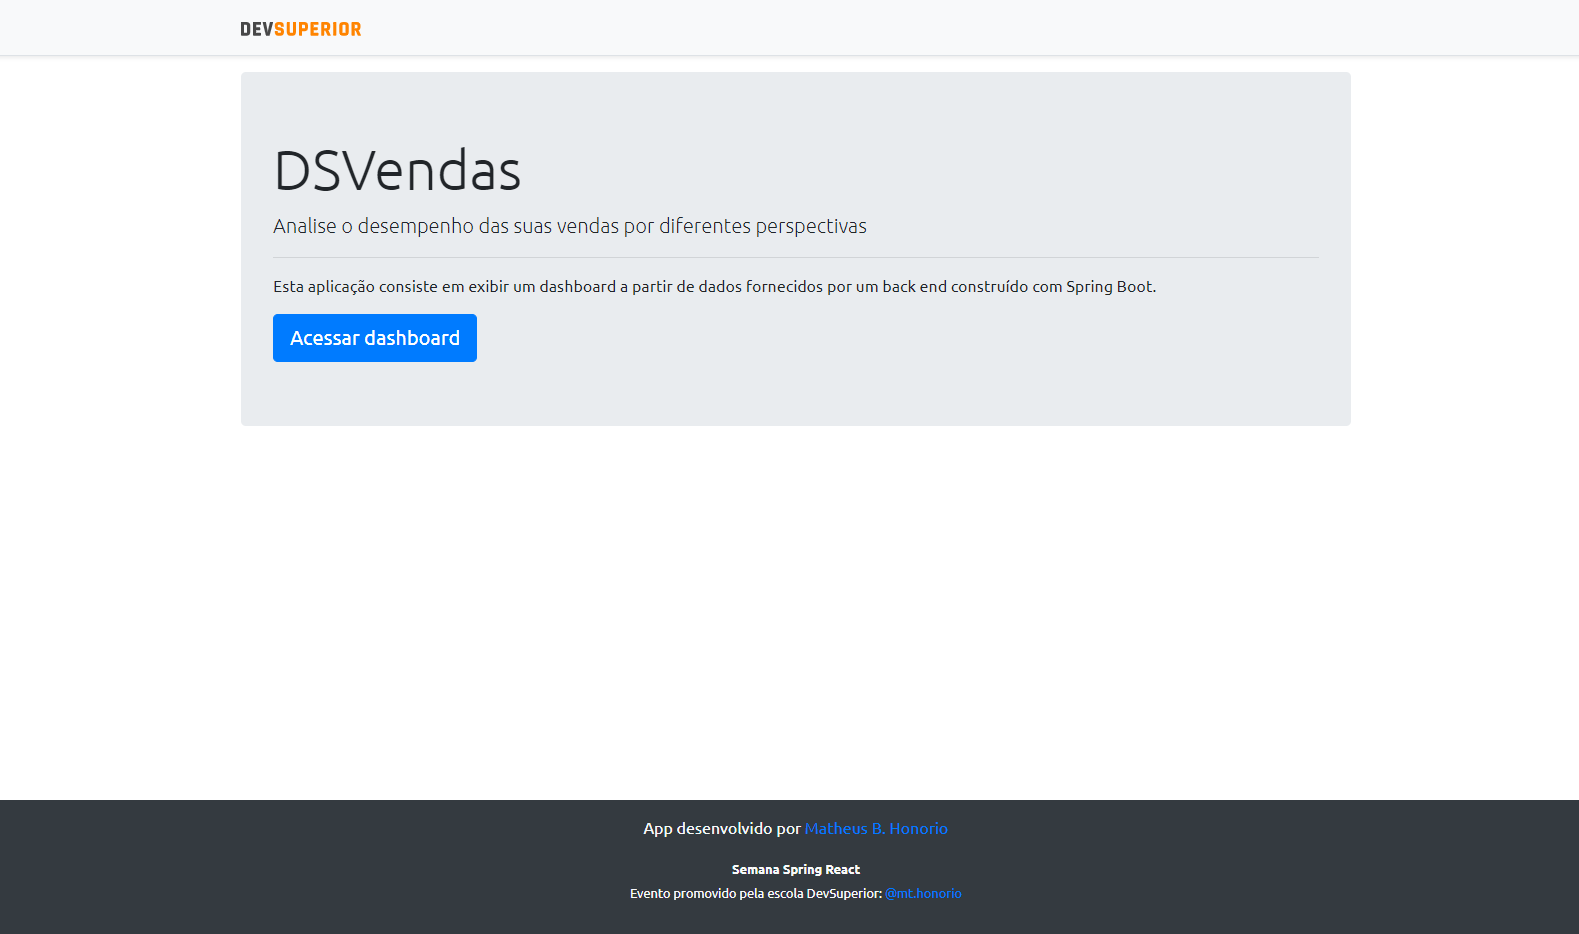 DEVSUPERIOR
DSVendas
Analise o desempenho das suas vendas por diferentes perspectivas
Esta aplicação consiste em exibir um dashboard a partir de dados fornecidos por um back end construído com Spring Boot.
Acessar dashboard
App desenvolvido por Matheus B. Honorio
Semana Spring React
Evento promovido pela escola DevSuperior: @mt.honorio